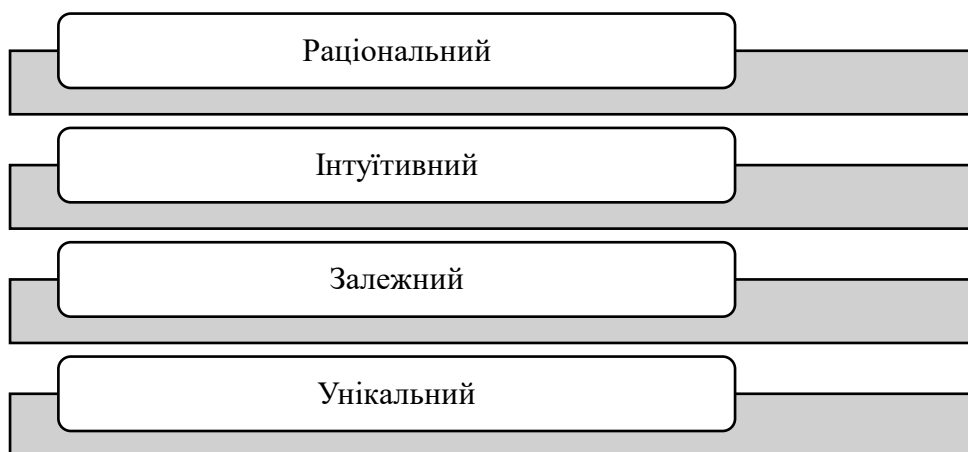 Раціональний
Інтуїтивний
Залежний
Унікальний